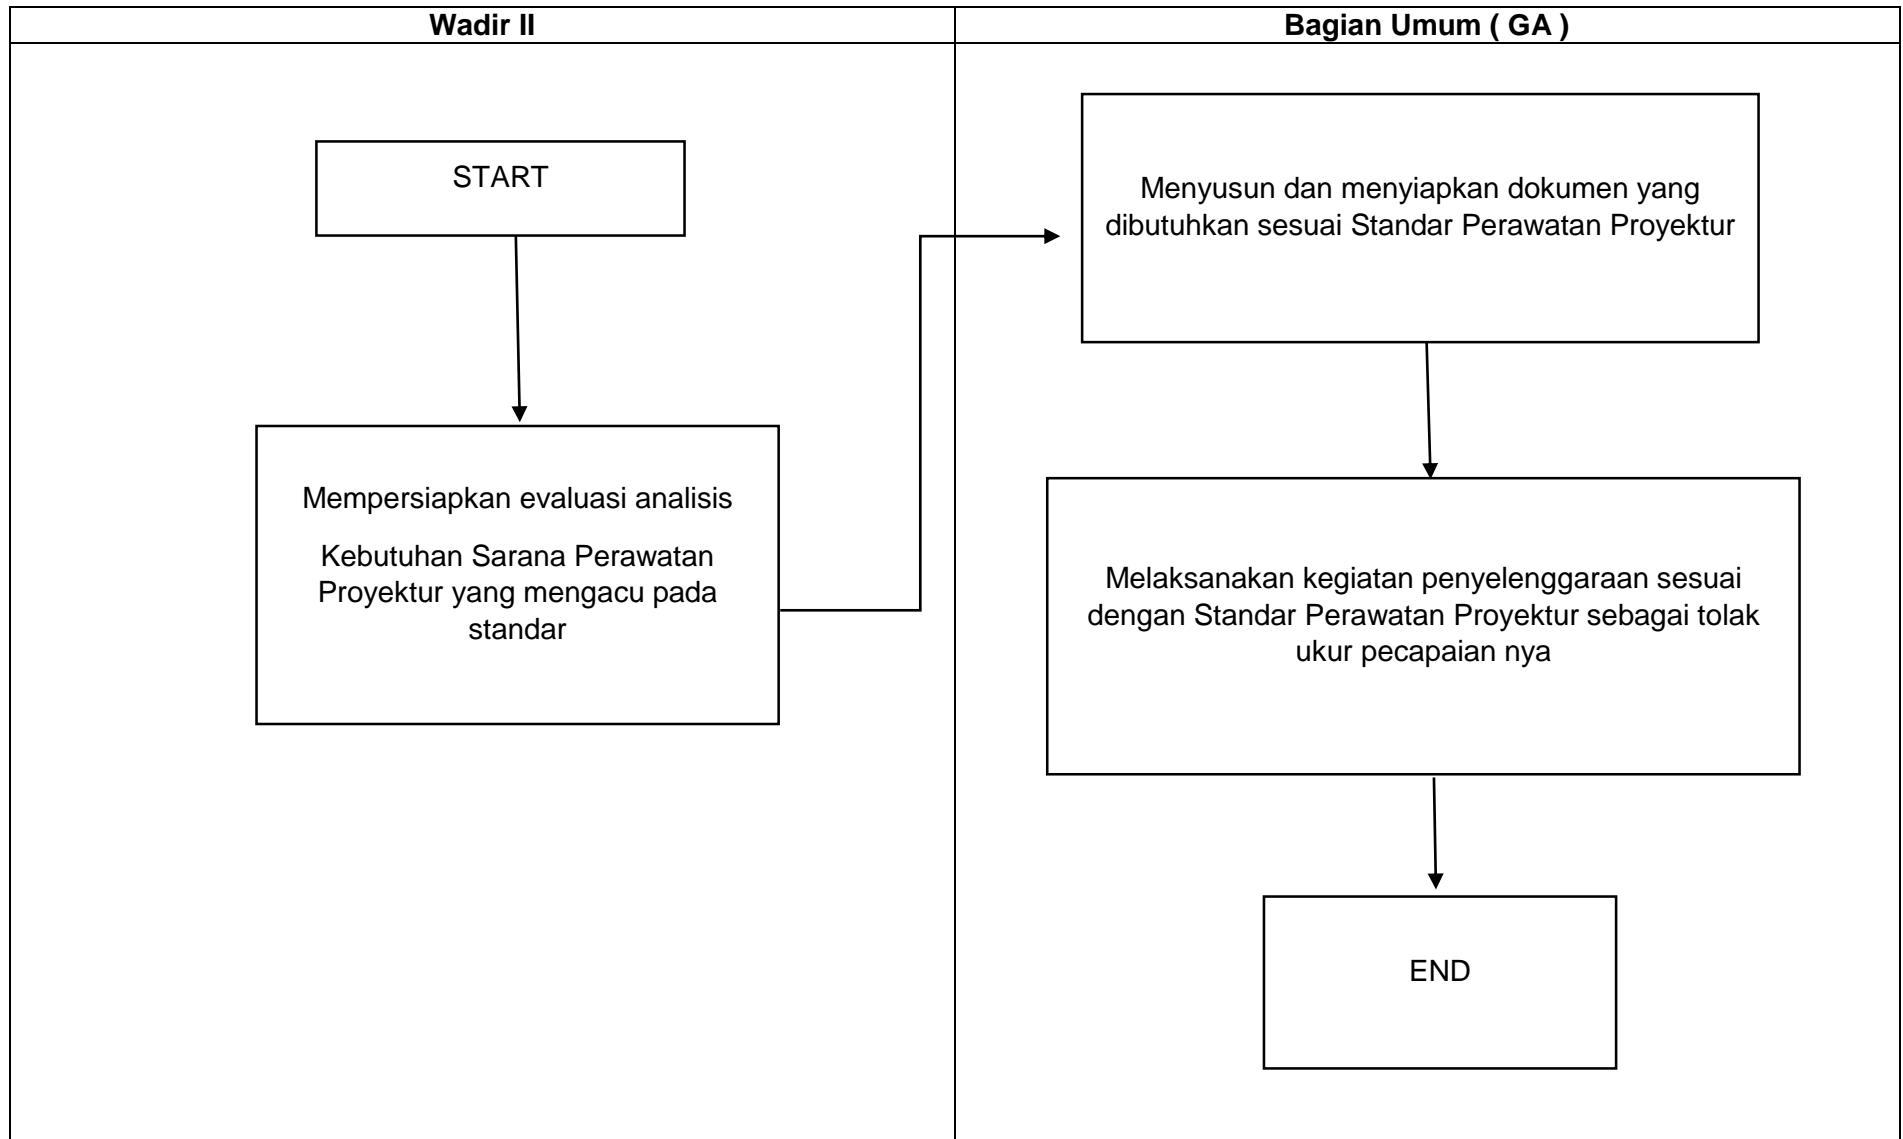 Wadir II
Bagian Umum ( GA )
START
Mempersiapkan evaluasi analisis
Kebutuhan Sarana Perawatan
Proyektur yang mengacu pada
standar
Menyusun dan menyiapkan dokumen yang
dibutuhkan sesuai Standar Perawatan Proyektur
Melaksanakan kegiatan penyelenggaraan sesuai
dengan Standar Perawatan Proyektur sebagai tolak
ukur pecapaian nya
END